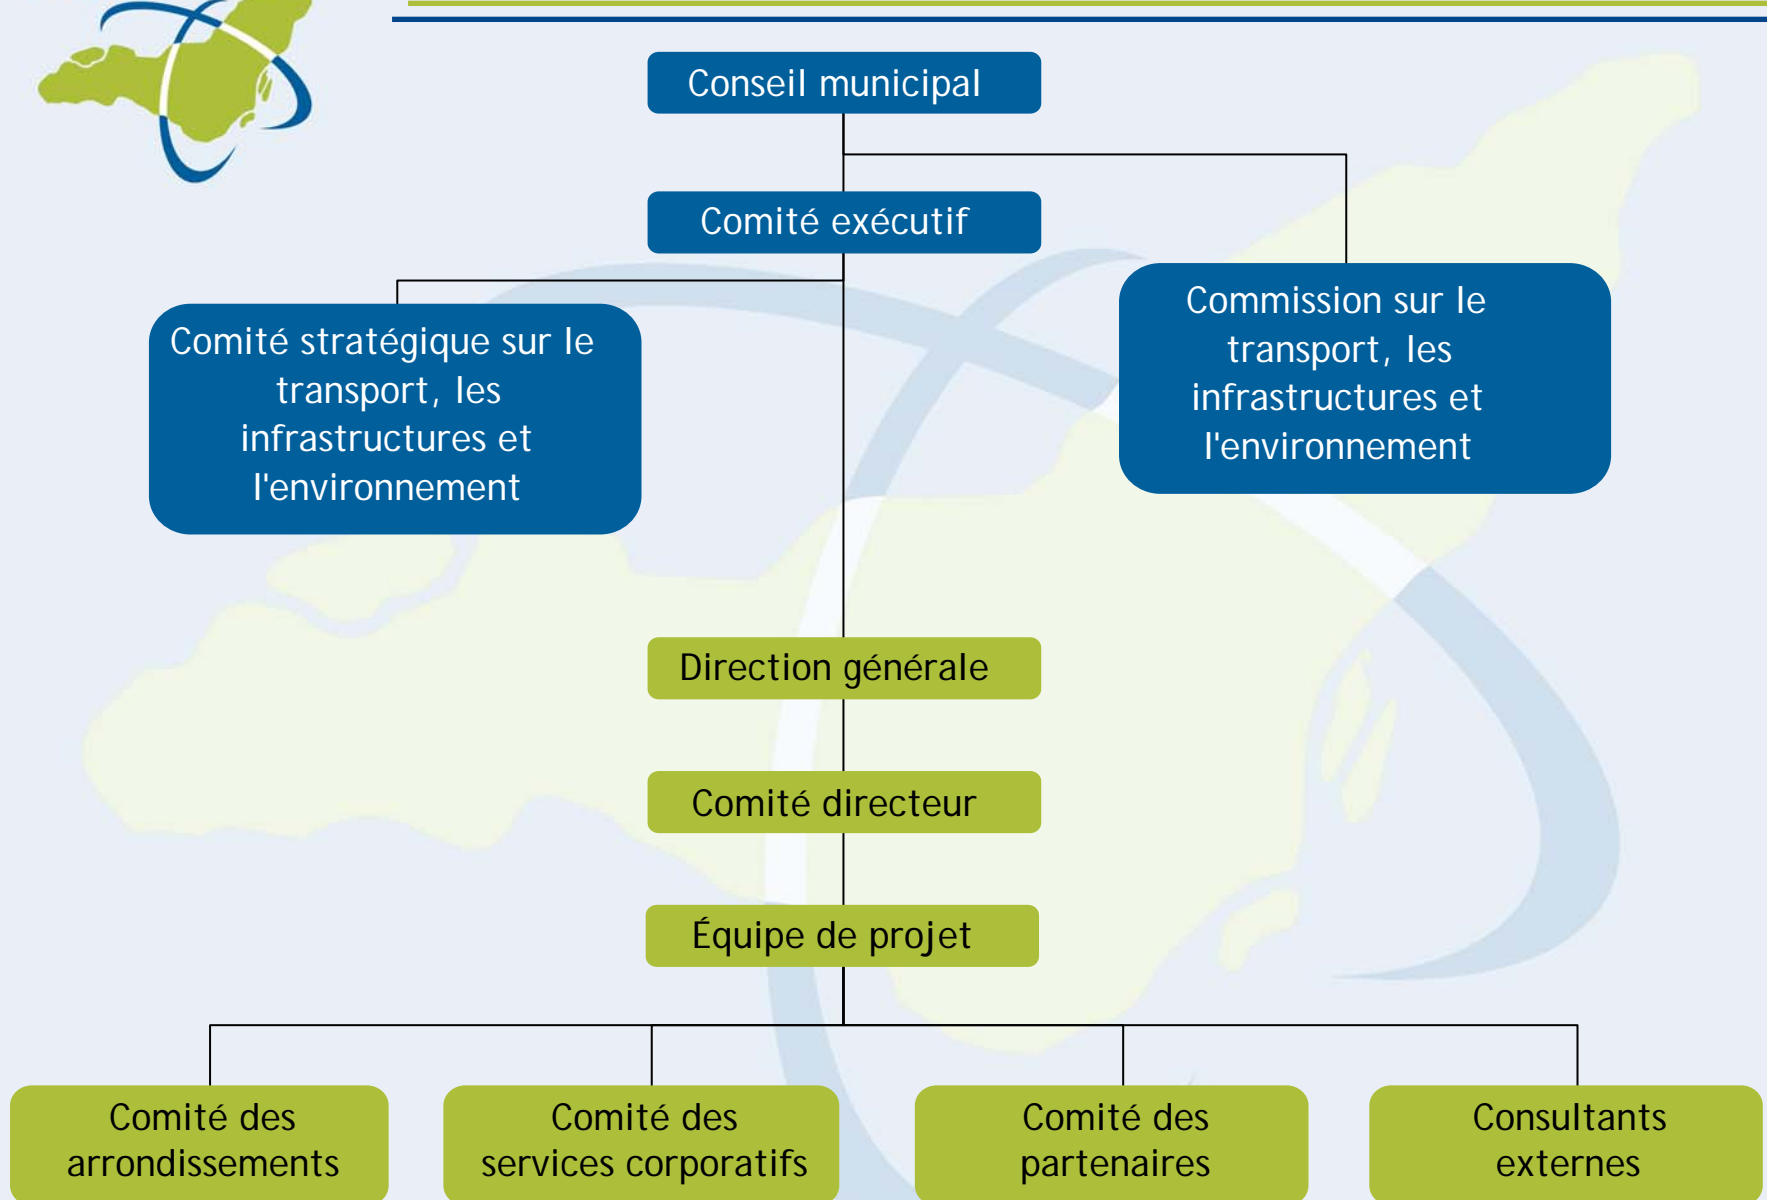 Conseil municipal
Comité exécutif
Comité stratégique sur le
transport, les
infrastructures et
l'environnement
Commission sur le
transport, les
infrastructures et
l'environnement
Direction générale
Comité directeur
Équipe de projet
Comité des
arrondissements
Comité des
services corporatifs
Comité des
partenaires
Consultants
externes